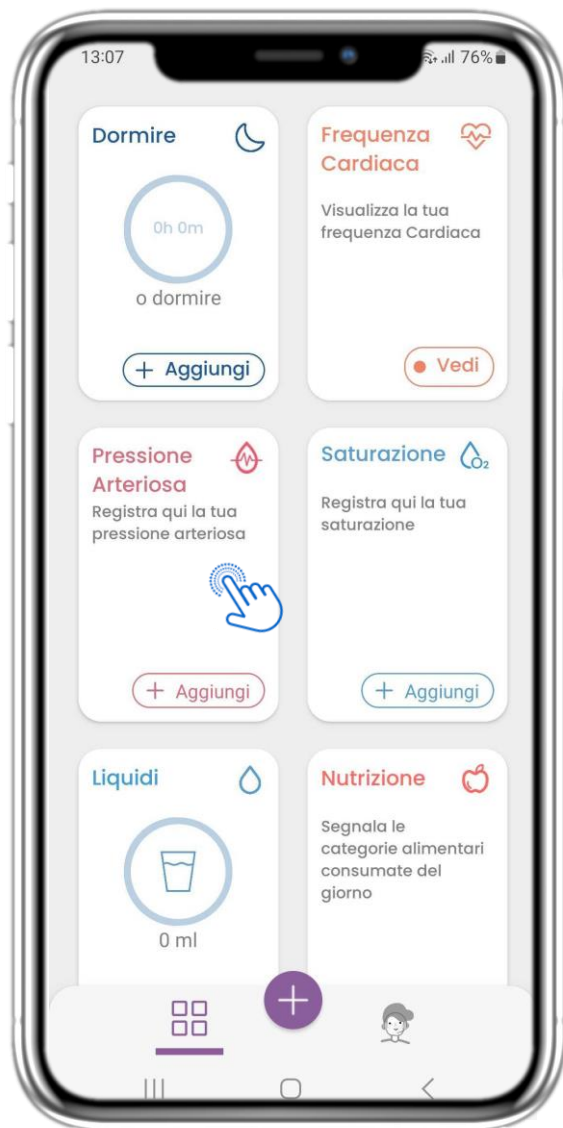 13:07
76%
Dormire
0h 0m
o dormire
+ Aggiungi
Frequenza
Cardiaca
Visualizza la tua
frequenza Cardiaca
Vedi
Pressione
Arteriosa
Registra qui la tua
pressione arteriosa
+ Aggiungi
Saturazione
O2
Registra qui la tua
saturazione
+ Aggiungi
Liquidi
0 ml
Nutrizione
Segnala le
categorie alimentari
consumate del
giorno